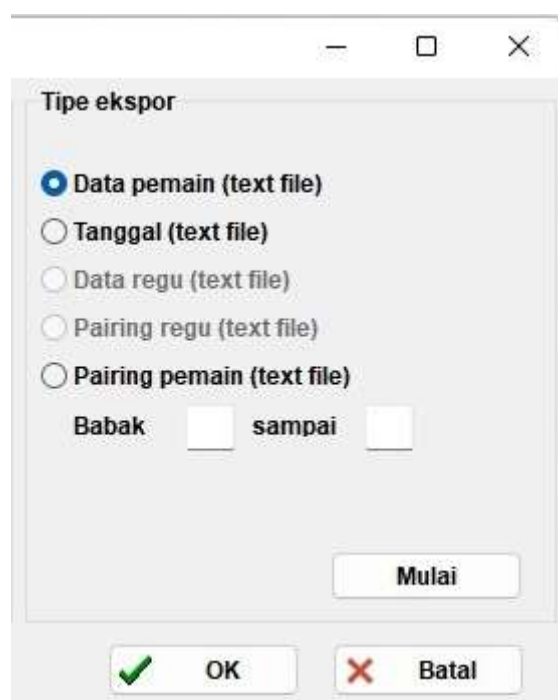 Tipe ekspor
Data pemain (text file)
Tanggal (text file)
Data regu (text file)
Pairing regu (text file)
Pairing pemain (text file)
Babak sampai
Mulai
OK Batal